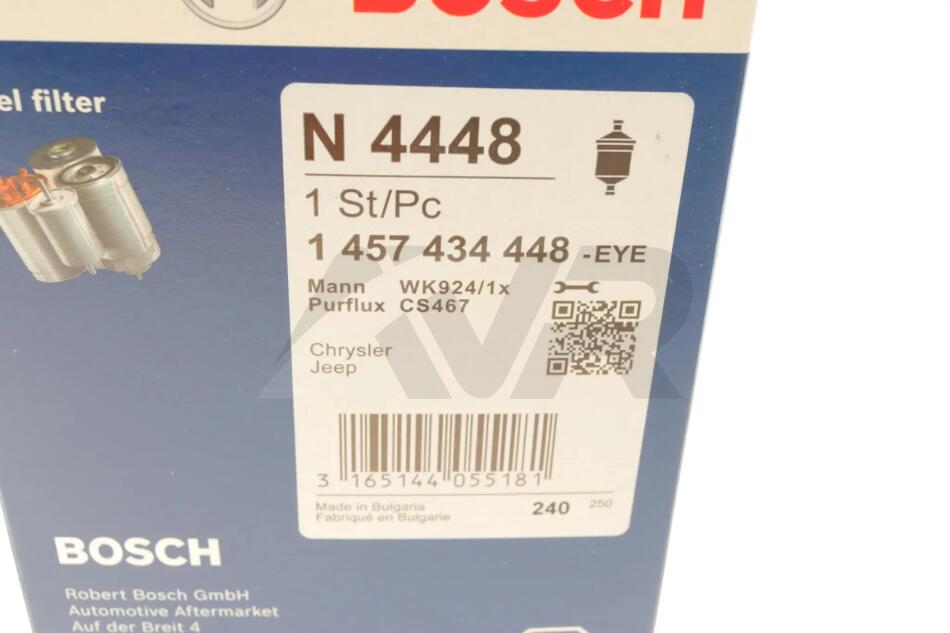 BOSCH
el filter
N 4448
1 St/Pc
1 457 434 448 -EYE
Mann WK924/1x
Purflux CS467
Chrysler
Jeep
AVR
3 165144 055181
Made in Bulgaria
Fabriqué en Bulgarie
240 250
BOSCH
Robert Bosch GmbH
Automotive Aftermarket
Auf der Breit 4